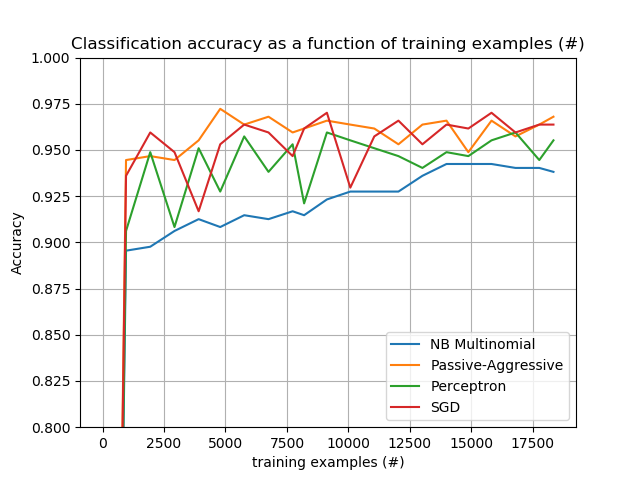 Classification accuracy as a function of training examples (#)
1.000
0.975
0.950
0.925
0.900
0.875
0.850
0.825
0.800
Accuracy
NB Multinomial
Passive-Aggressive
Perceptron
SGD
0 2500 5000 7500 10000 12500 15000 17500
training examples (#)